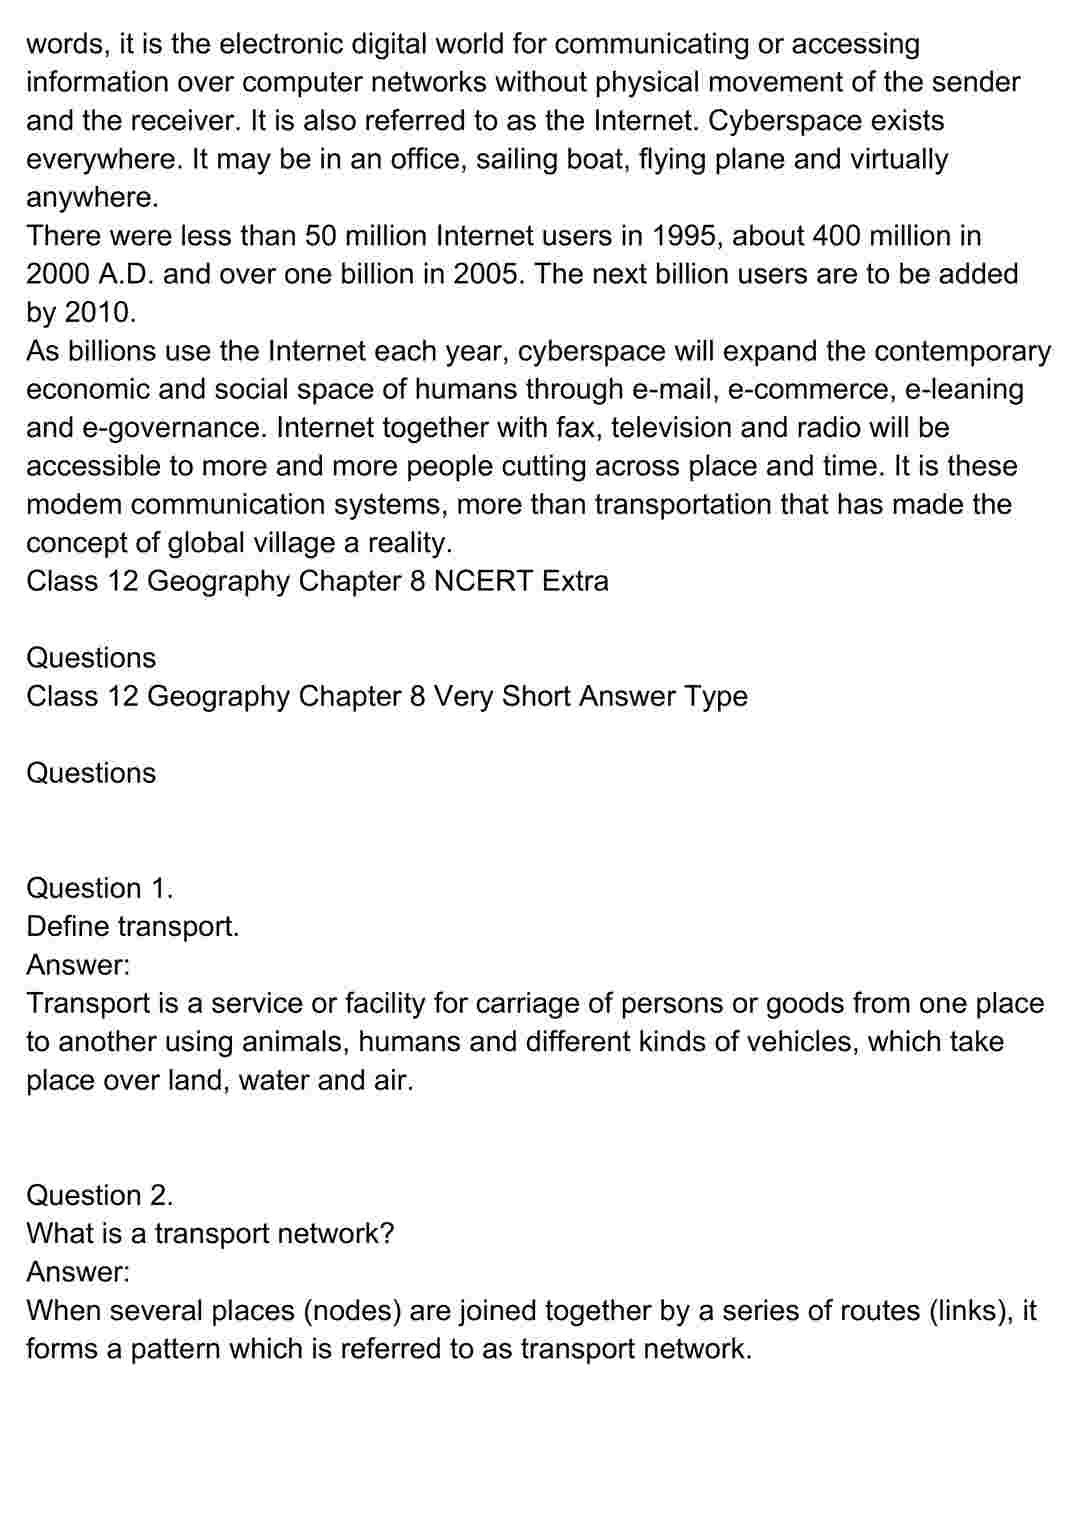 words, it is the electronic digital world for communicating or accessing
information over computer networks without physical movement of the sender
and the receiver. It is also referred to as the Internet. Cyberspace exists
everywhere. It may be in an office, sailing boat, flying plane and virtually
anywhere.
There were less than 50 million Internet users in 1995, about 400 million in
2000 A.D. and over one billion in 2005. The next billion users are to be added
by 2010.
As billions use the Internet each year, cyberspace will expand the contemporary
economic and social space of humans through e-mail, e-commerce, e-leaning
and e-governance. Internet together with fax, television and radio will be
accessible to more and more people cutting across place and time. It is these
modem communication systems, more than transportation that has made the
concept of global village a reality.
Class 12 Geography Chapter 8 NCERT Extra
Questions
Class 12 Geography Chapter 8 Very Short Answer Type
Questions
Question 1.
Define transport.
Answer:
Transport is a service or facility for carriage of persons or goods from one place
to another using animals, humans and different kinds of vehicles, which take
place over land, water and air.
Question 2.
What is a transport network?
Answer:
When several places (nodes) are joined together by a series of routes (links), it
forms a pattern which is referred to as transport network.